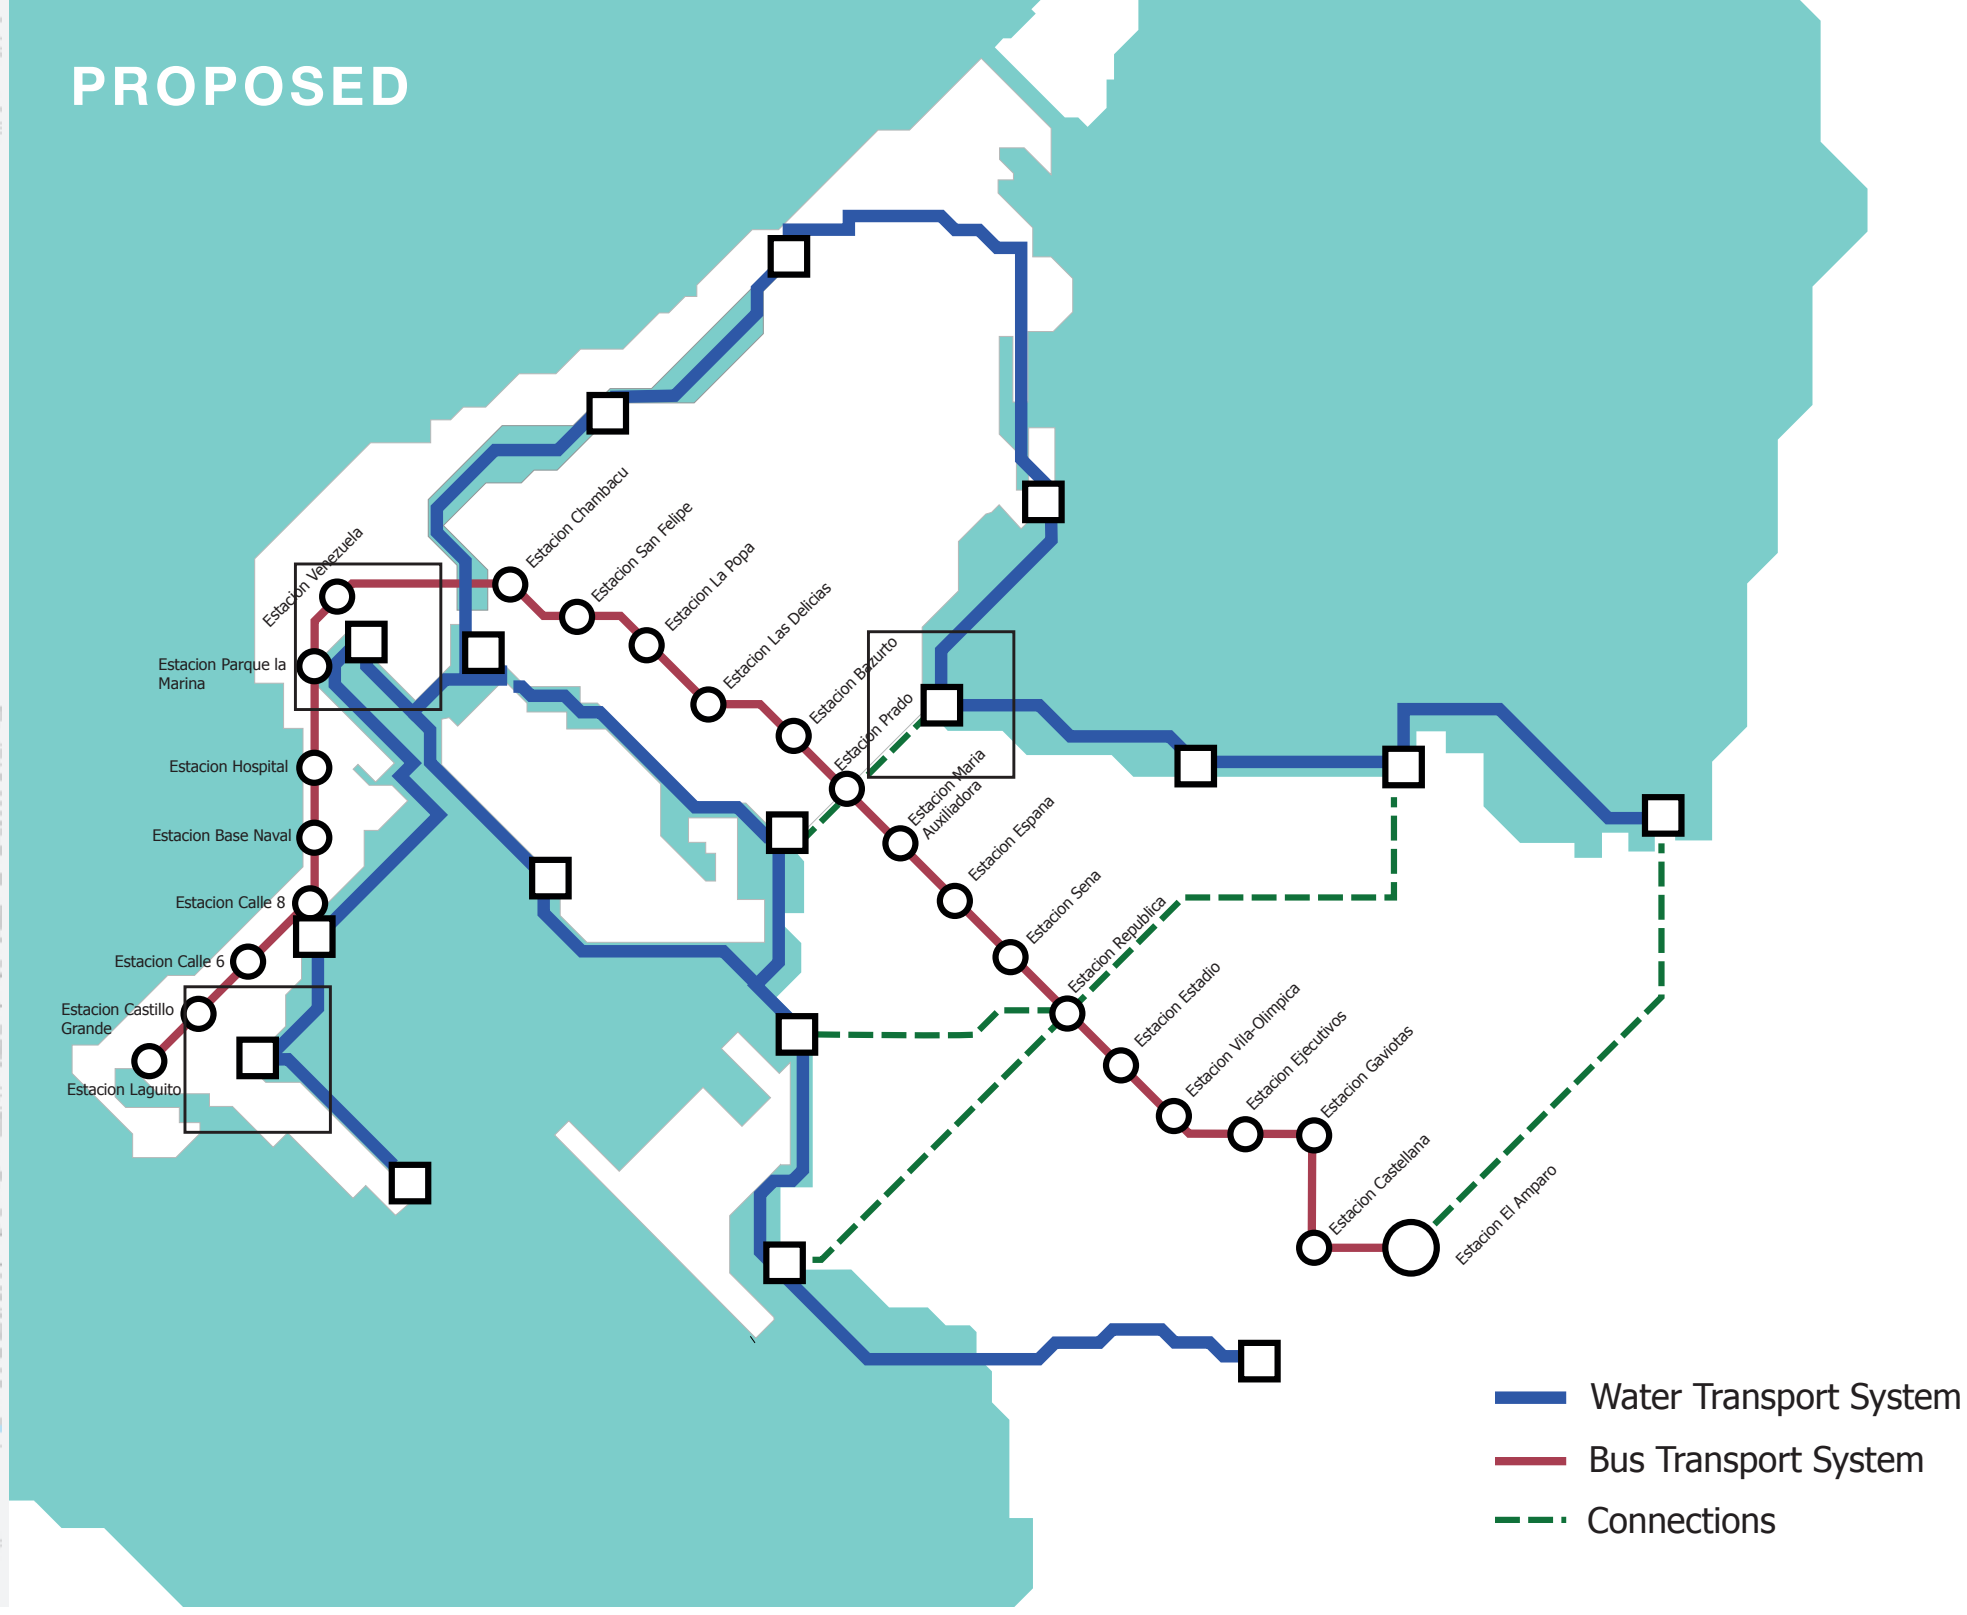 PROPOSED
Estacion Chambacu
Estacion San Felipe
Estacion Venezuela
Estacion La Popa
Estacion Las Delicias
Estacion Parque la
Marina
Estacion Bazurto
Estacion Prado
Estacion Hospital
Estacion Maria
Auxiliadora
Estacion Base Naval
Estacion Espana
Estacion Calle 8
Estacion Sena
Estacion Calle 6
Estacion Republica
Estacion Castillo
Grande
Estacion Estadio
Estacion Vila-Olimpica
Estacion Laguito
Estacion Ejecutivos
Estacion Gaviotas
Estacion Castellana
Estacion El Amparo
Water Transport System
Bus Transport System
Connections